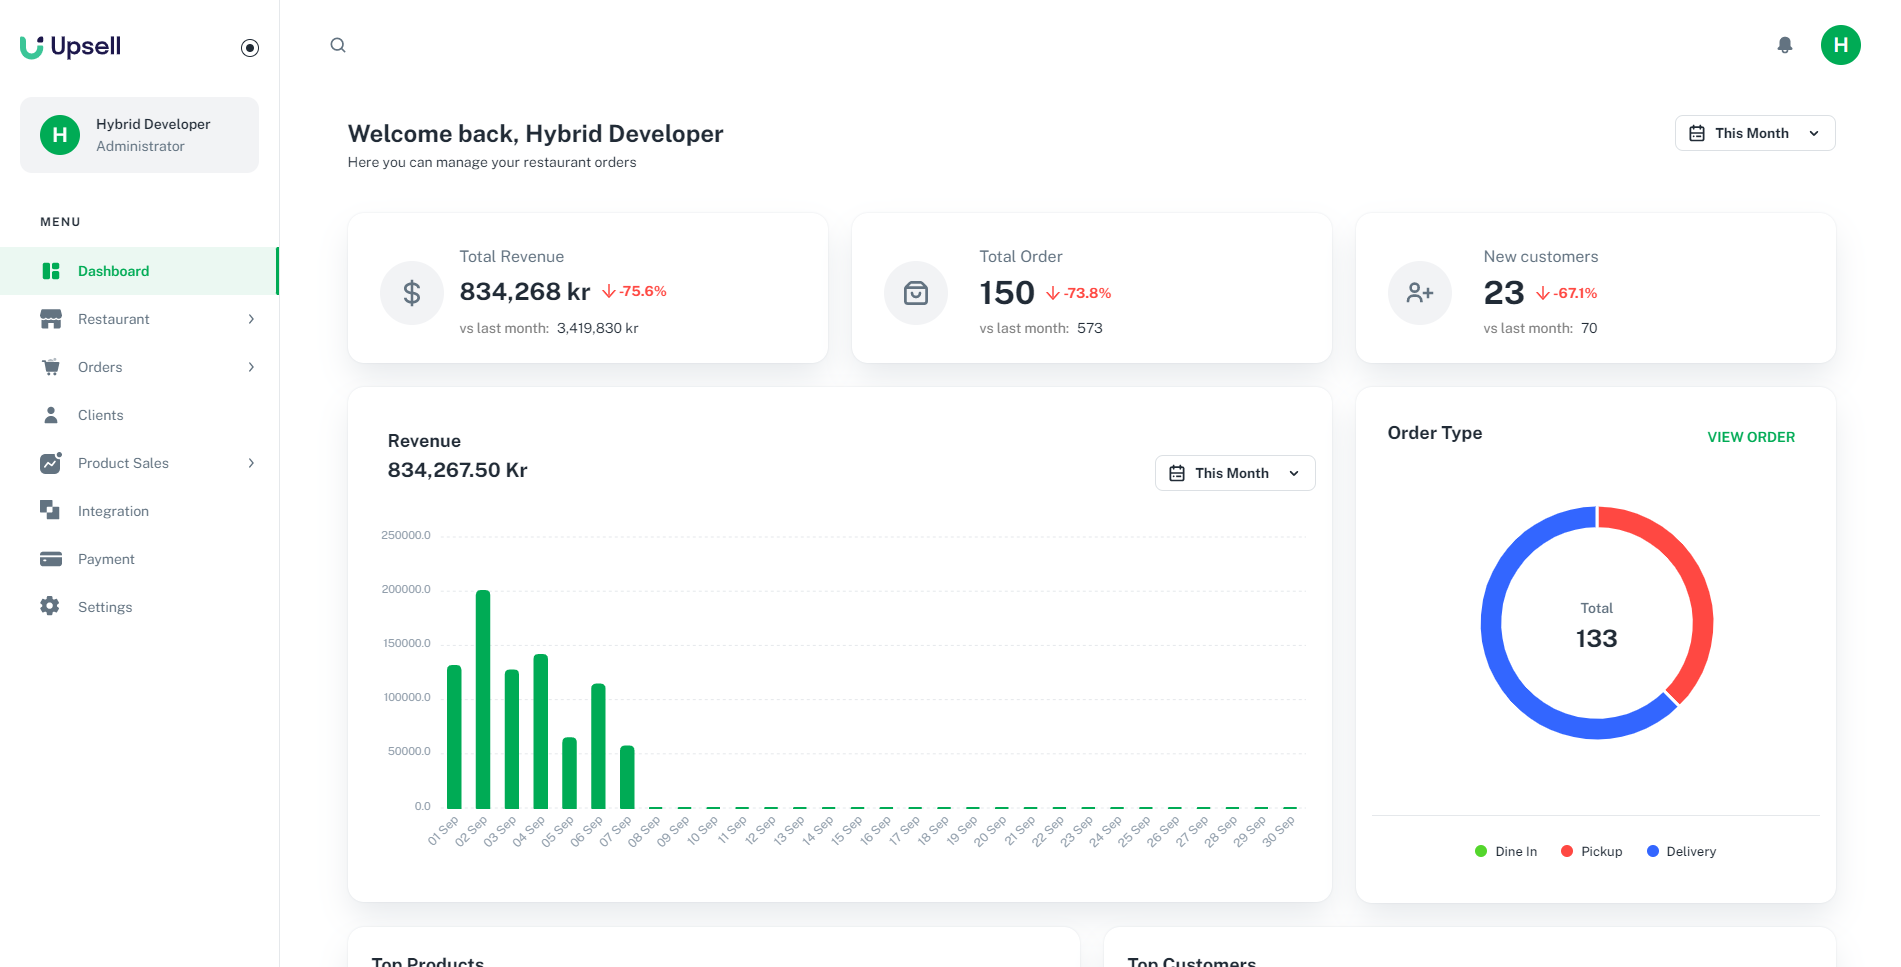 Upsell
H
H
Hybrid Developer
Administrator
MENU
Dashboard
Restaurant
Orders
Clients
Product Sales
Integration
Payment
Settings
Welcome back, Hybrid Developer
Here you can manage your restaurant orders
This Month
Total Revenue
834,268 kr -75.6%
vs last month: 3,419,830 kr
Total Order
150 -73.8%
vs last month: 573
New customers
23 -67.1%
vs last month: 70
Revenue
834,267.50 Kr
This Month
250000.0
200000.0
150000.0
100000.0
50000.0
0.0
01 Sep
02 Sep
03 Sep
04 Sep
05 Sep
06 Sep
07 Sep
08 Sep
09 Sep
10 Sep
11 Sep
12 Sep
13 Sep
14 Sep
15 Sep
16 Sep
17 Sep
18 Sep
19 Sep
20 Sep
21 Sep
22 Sep
23 Sep
24 Sep
25 Sep
26 Sep
27 Sep
28 Sep
29 Sep
30 Sep
Order Type
VIEW ORDER
Total
133
Dine In
Pickup
Delivery
Top Products
Top Customers